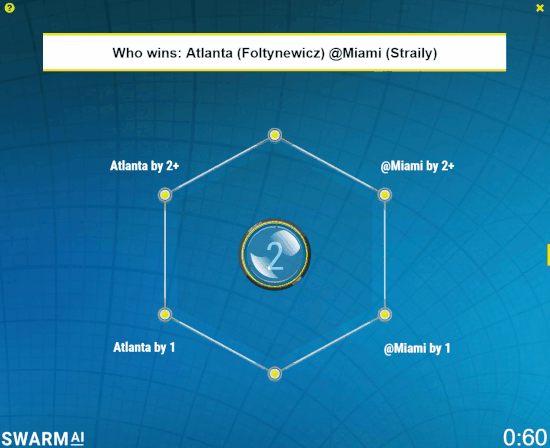 ?
Who wins: Atlanta (Foltynewicz) @Miami (Straily)
Atlanta by 2+
@Miami by 2+
2
Atlanta by 1
@Miami by 1
SWARM AI
0:60